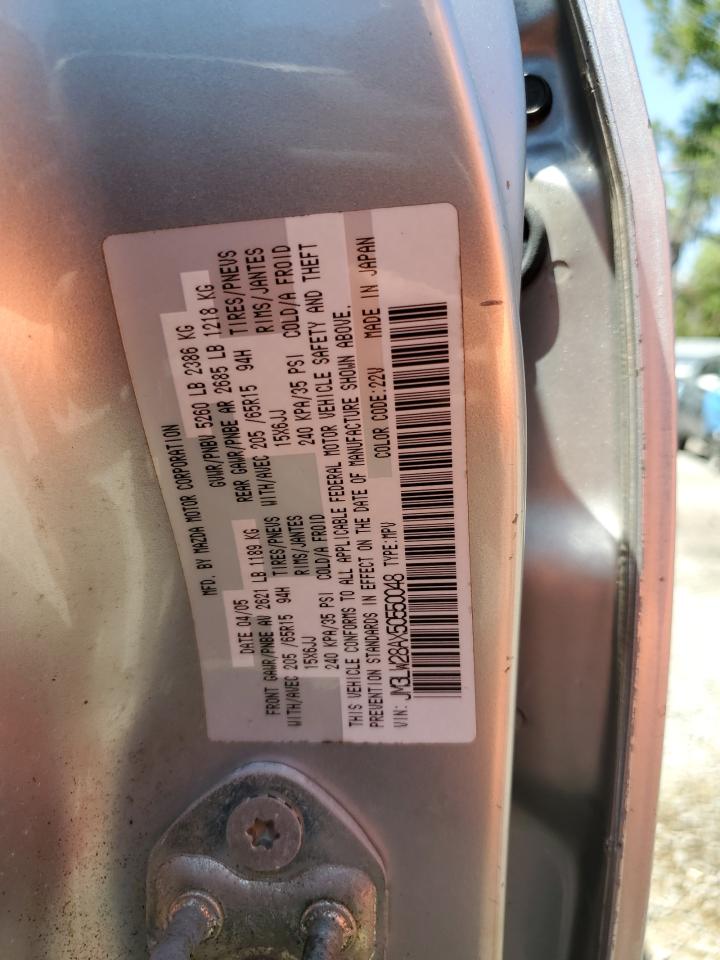 MFD. BY MAZDA MOTOR CORPORATION
DATE 04/05 GVWR/PNBV 5260 LB 2386 KG
FRONT GAWR/PNBE AV 2621 LB 1189 KG REAR GAWR/PNBE AR 2685 LB 1218 KG
WITH/AVEC 205 /65R15 94H TIRES/PNEUS WITH/AVEC 205 /65R15 94H TIRES/PNEUS
15X6JJ RIMS/JANTES 15X6JJ RIMS/JANTES
240 KPA/35 PSI COLD/A FROID 240 KPA/35 PSI COLD/A FROID
THIS VEHICLE CONFORMS TO ALL APPLICABLE FEDERAL MOTOR VEHICLE SAFETY AND THEFT
PREVENTION STANDARDS IN EFFECT ON THE DATE OF MANUFACTURE SHOWN ABOVE.
COLOR CODE:22V MADE IN JAPAN
VIN: JM3LW28AX50550048 TYPE:MPV